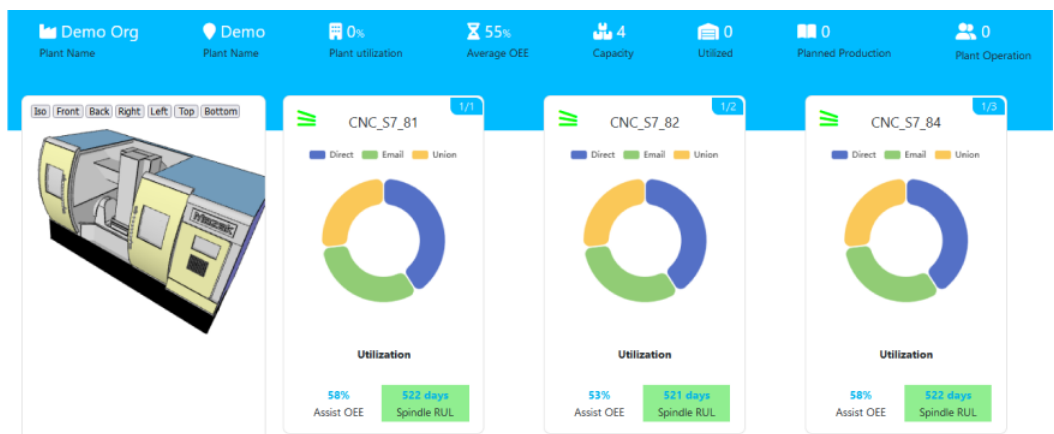 Demo Org
Plant Name
Demo
Plant Name
0%
Plant utilization
55%
Average OEE
4
Capacity
0
Utilized
0
Planned Production
0
Plant Operation
Iso Front Back Right Left Top Bottom
Mazak
1/1
CNC_S7_81
Direct Email Union
Utilization
58%
Assist OEE
522 days
Spindle RUL
1/2
CNC_S7_82
Direct Email Union
Utilization
53%
Assist OEE
521 days
Spindle RUL
1/3
CNC_S7_84
Direct Email Union
Utilization
58%
Assist OEE
522 days
Spindle RUL